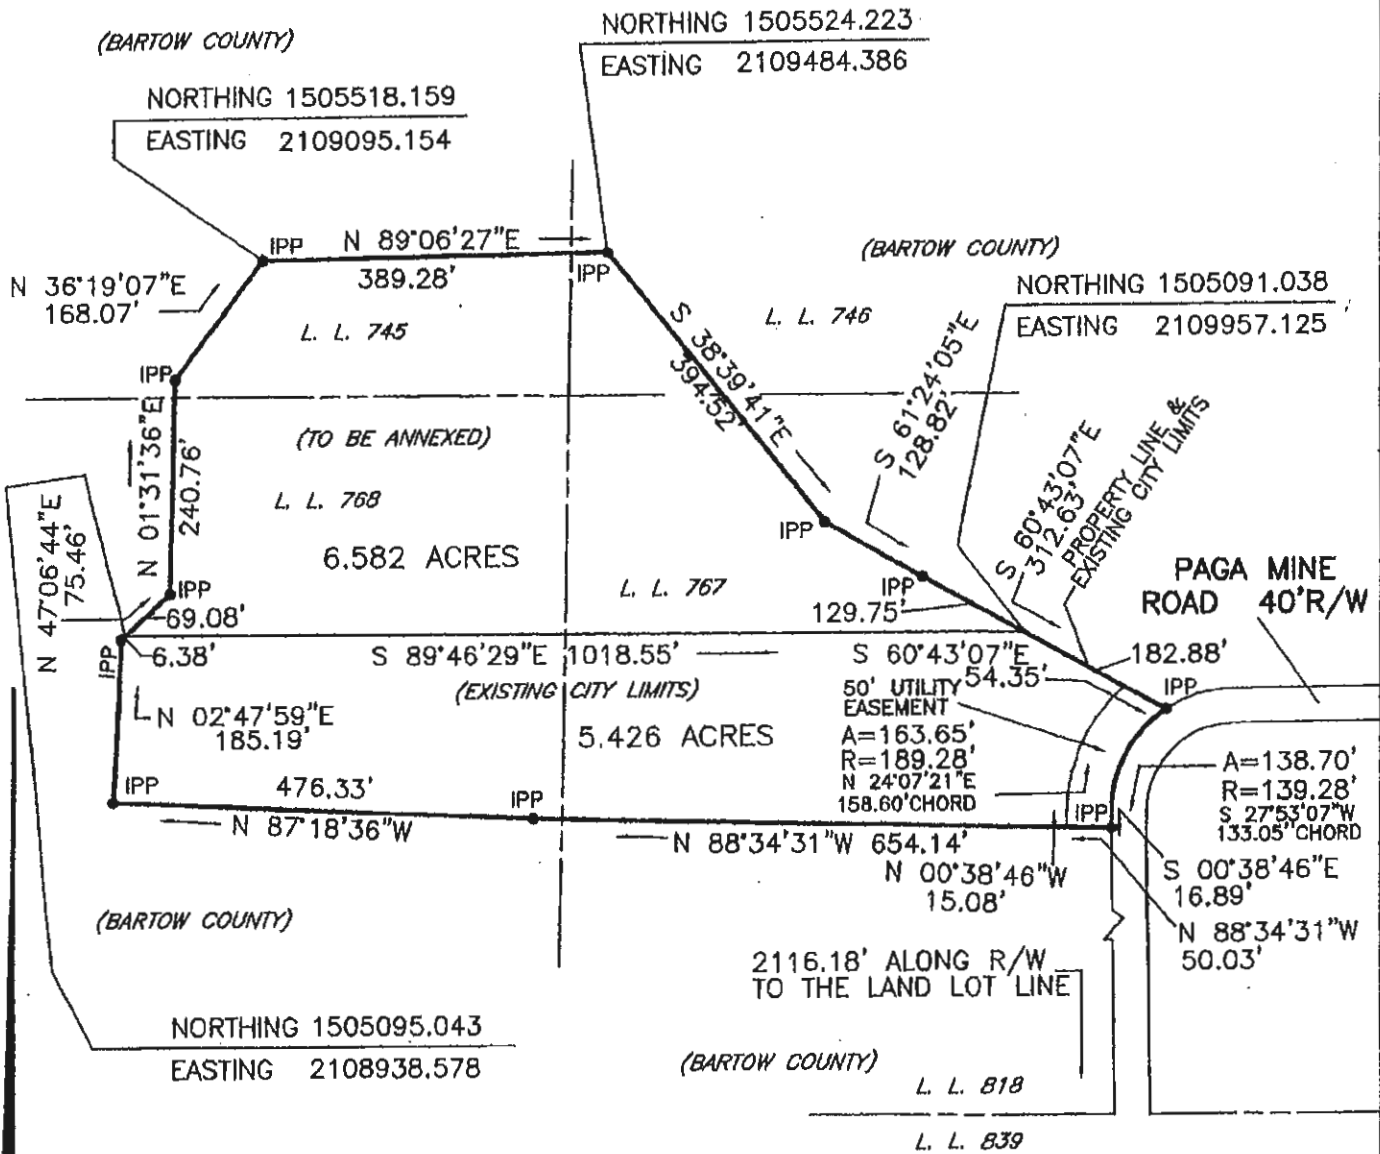 (BARTOW COUNTY)
NORTHING 1505524.223
EASTING 2109484.386
NORTHING 1505518.159
EASTING 2109095.154
IPP
N 89°06'27"E
389.28'
IPP
(BARTOW COUNTY)
N 36°19'07"E
168.07'
L. L. 745
L. L. 746
NORTHING 1505091.038
EASTING 2109957.125
S 38°39'41"E
394.52'
S 61°24'05"E
128.82'
S 60°43'07"E
312.63'
PROPERTY LINE &
EXISTING CITY LIMITS
IPP
N 01°31'36"E
240.76'
(TO BE ANNEXED)
L. L. 768
6.582 ACRES
L. L. 767
IPP
IPP
129.75'
PAGA MINE
ROAD 40'R/W
N 47°06'44"E
75.46'
IPP
69.08'
6.38'
IPP
S 89°46'29"E 1018.55'
S 60°43'07"E
54.35'
182.88'
IPP
(EXISTING CITY LIMITS)
5.426 ACRES
50' UTILITY
EASEMENT
A=163.65'
R=189.28'
N 24°07'21"E
158.60'CHORD
N 02°47'59"E
185.19'
A=138.70'
R=139.28'
S 27°53'07"W
133.05'CHORD
IPP
476.33'
IPP
IPP
N 87°18'36"W
N 88°34'31"W 654.14'
N 00°38'46"W
15.08'
S 00°38'46"E
16.89'
N 88°34'31"W
50.03'
(BARTOW COUNTY)
2116.18' ALONG R/W
TO THE LAND LOT LINE
NORTHING 1505095.043
EASTING 2108938.578
(BARTOW COUNTY)
L. L. 818
L. L. 839